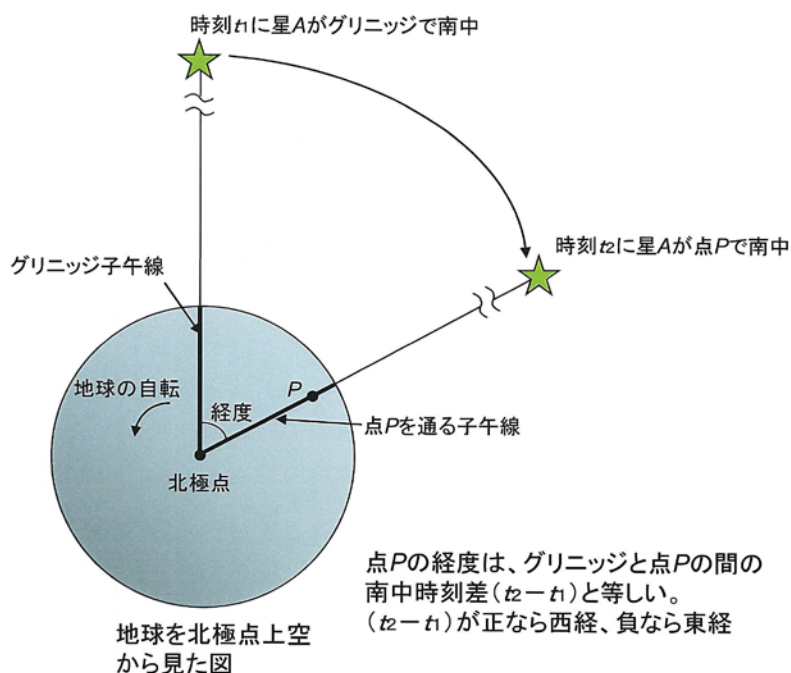 時刻t1に星Aがグリニッジで南中
時刻t2に星Aが点Pで南中
グリニッジ子午線
地球の自転
P
経度
点Pを通る子午線
北極点
点Pの経度は、グリニッジと点Pの間の
南中時刻差(t2−t1)と等しい。
(t2−t1)が正なら西経、負なら東経
地球を北極点上空
から見た図